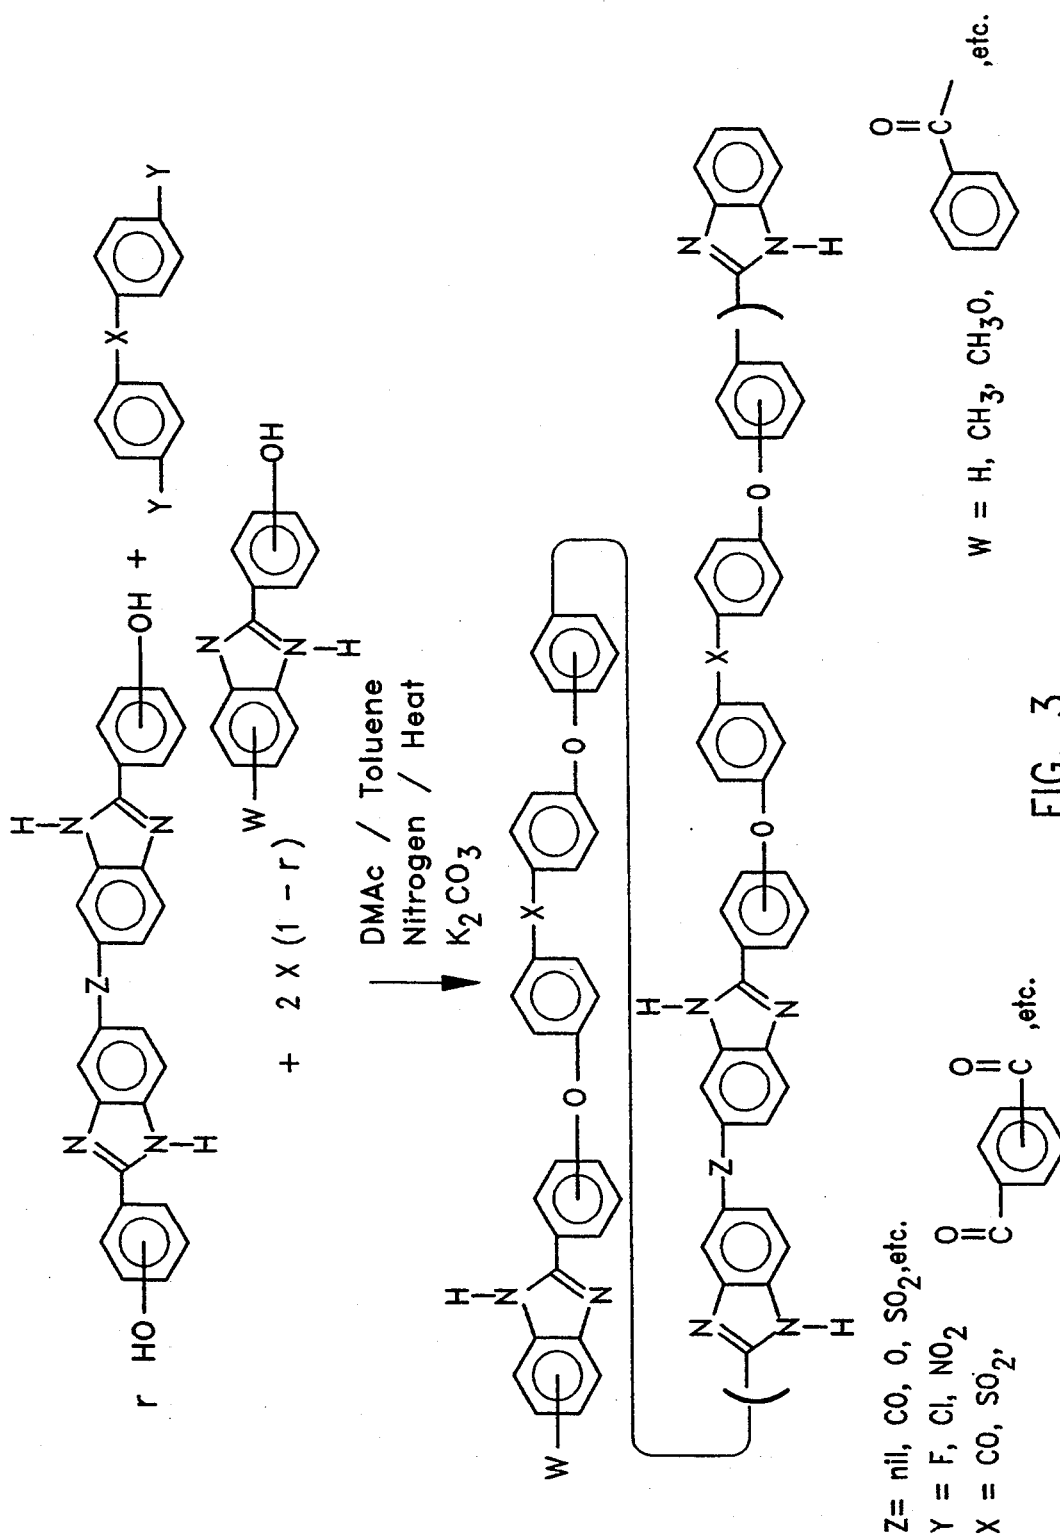 r HO N N H Z H N N OH + Y X Y
+ 2 X (1 - r) W N N H OH
DMAc / Toluene
Nitrogen / Heat
K2CO3
W H N N O X O
( N N H Z H N N O X O ) N N H
Z= nil, CO, O, SO2,etc.
Y = F, Cl, NO2
X = CO, SO2, O C O C ,etc.
W = H, CH3, CH3O, O C ,etc.
FIG. 3